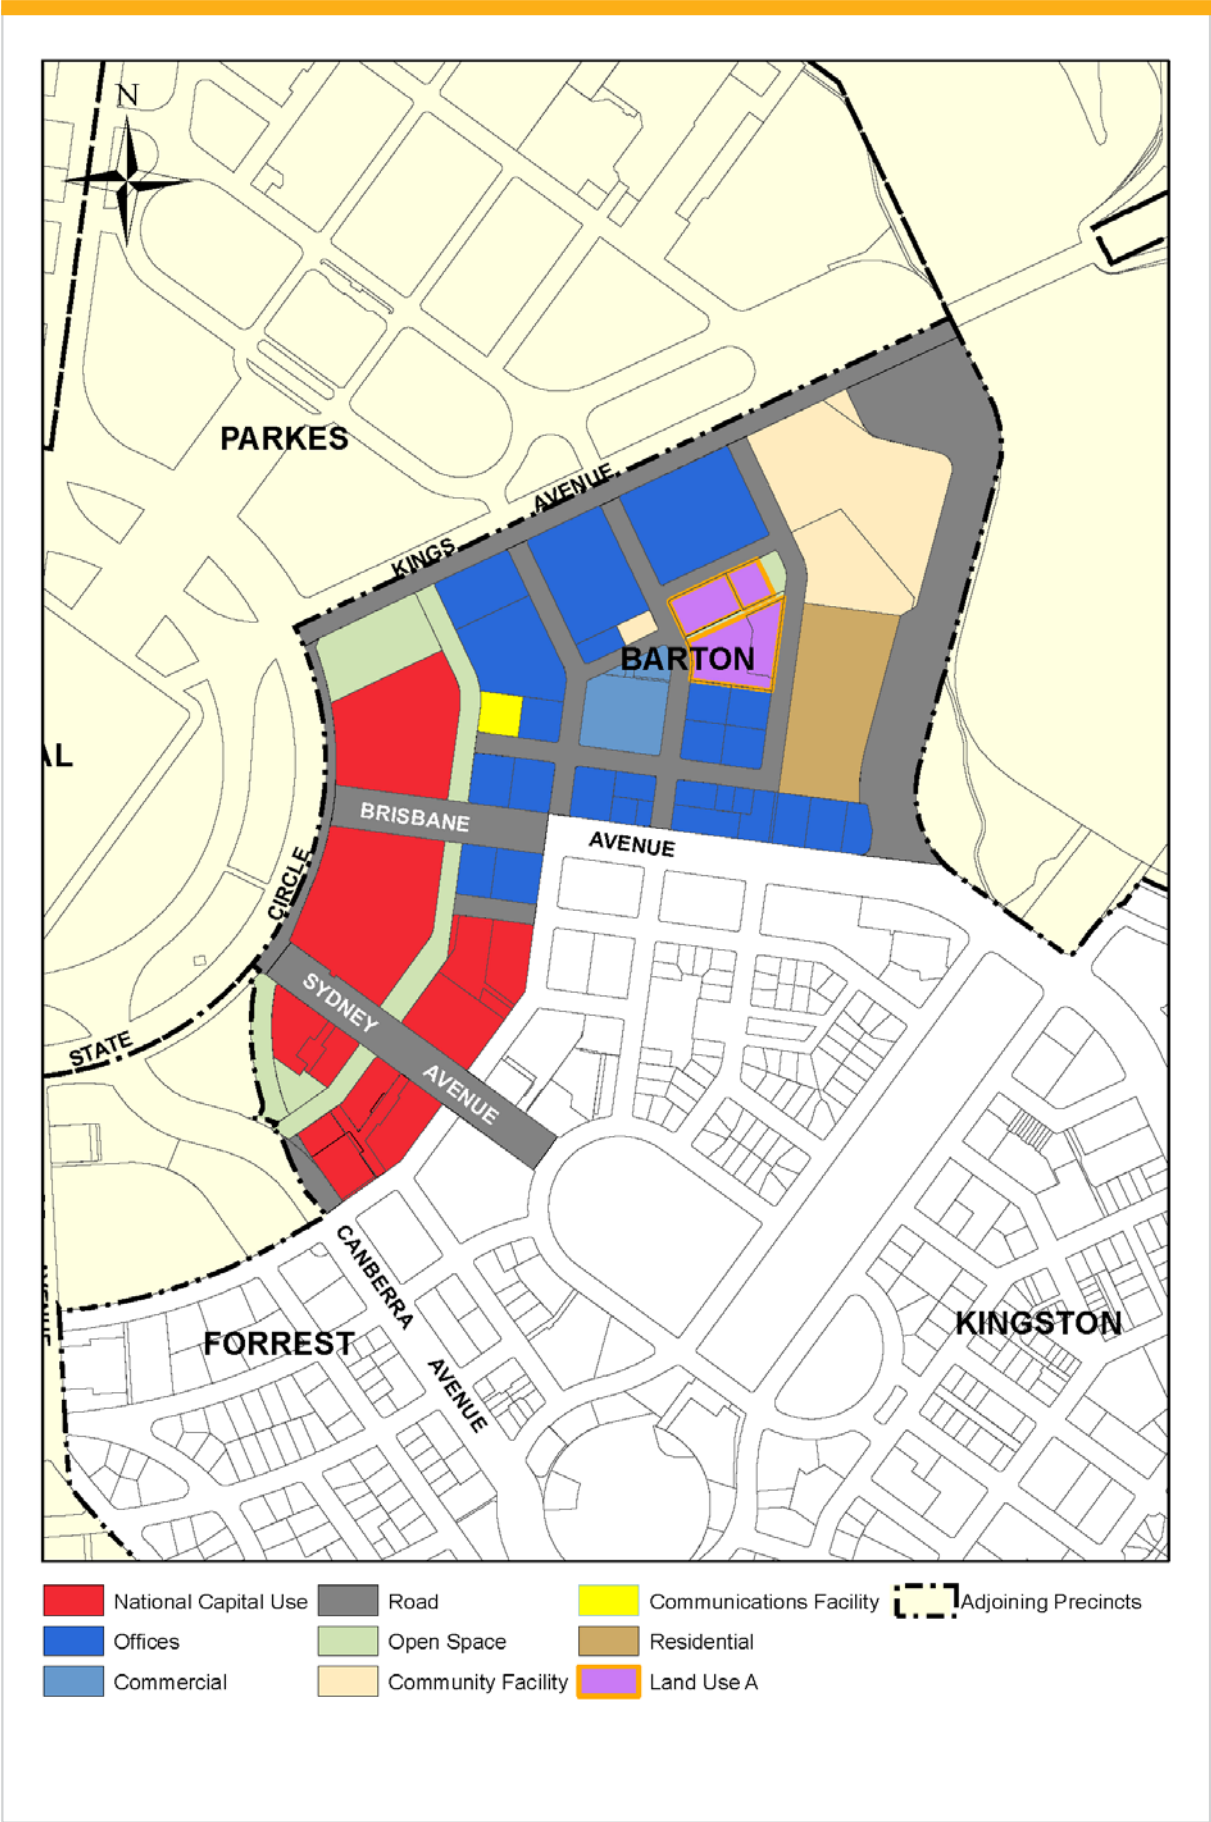 N
PARKES
KINGS
AVENUE
BARTON
AL
BRISBANE
AVENUE
CIRCLE
STATE
SYDNEY
AVENUE
CANBERRA
AVENUE
FORREST
KINGSTON
National Capital Use
Road
Communications Facility
Adjoining Precincts
Offices
Open Space
Residential
Commercial
Community Facility
Land Use A